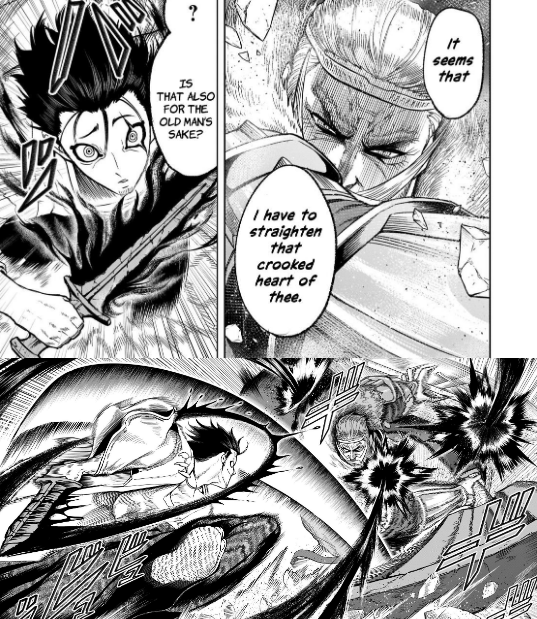 It
seems
that
I have to
straighten
that
crooked
heart of
thee.
?
IS
THAT ALSO
FOR THE
OLD MAN'S
SAKE?